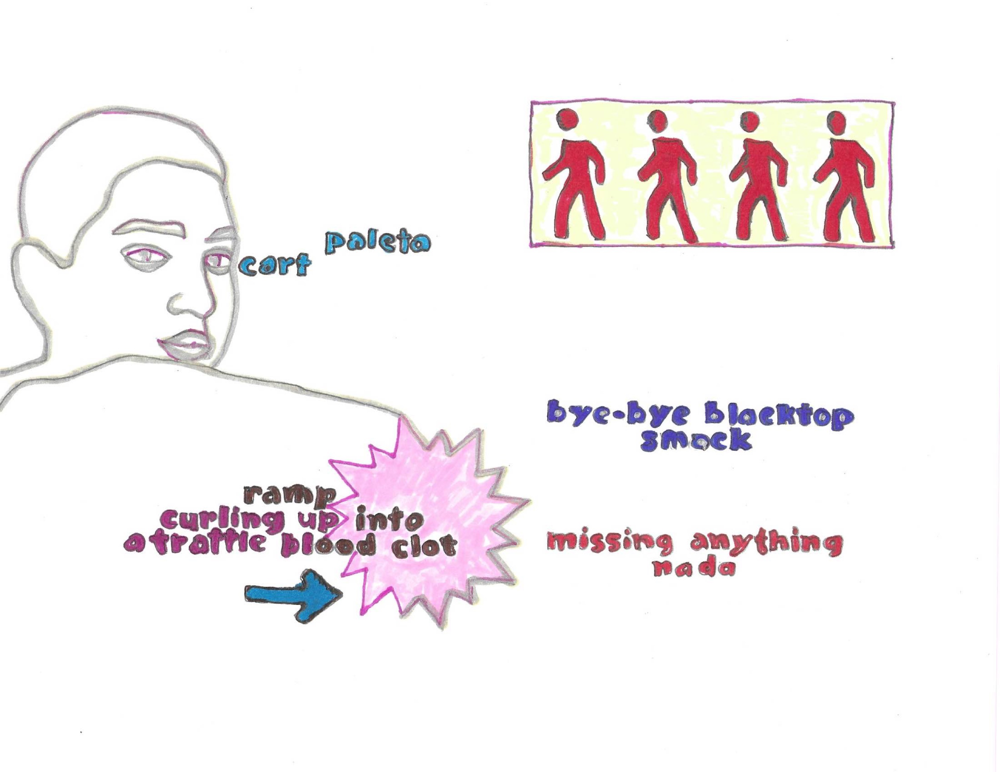 paleta
cart
bye-bye blacktop
smack
ramp
curling up into
a traffic blood clot
missing anything
nada